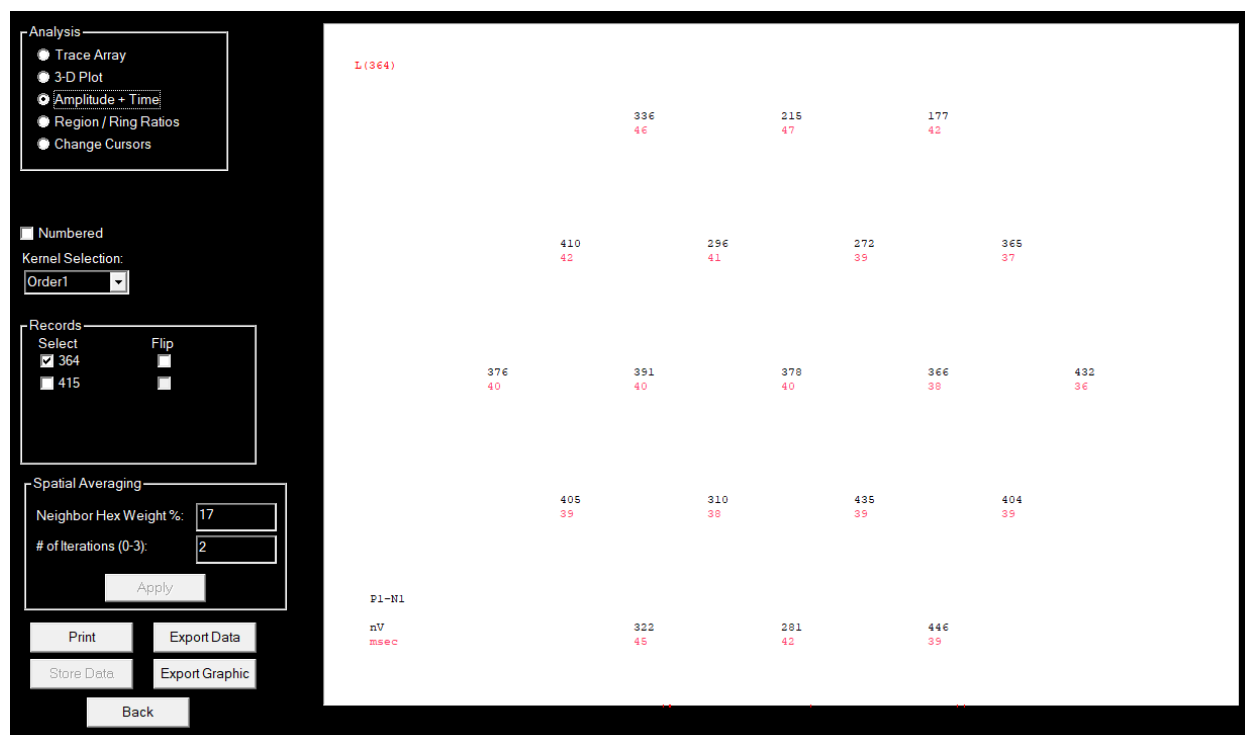 Analysis
Trace Array
3-D Plot
Amplitude + Time
Region / Ring Ratios
Change Cursors
Numbered
Kernel Selection:
Order1
Records
Select Flip
364
415
Spatial Averaging
Neighbor Hex Weight %: 17
# of Iterations (0-3): 2
Apply
Print Export Data
Store Data Export Graphic
Back
L(364)
336 215 177
46 47 42
410 296 272 365
42 41 39 37
376 391 378 366 432
40 40 40 38 36
405 310 435 404
39 38 39 39
P1-N1
nV 322 281 446
msec 45 42 39